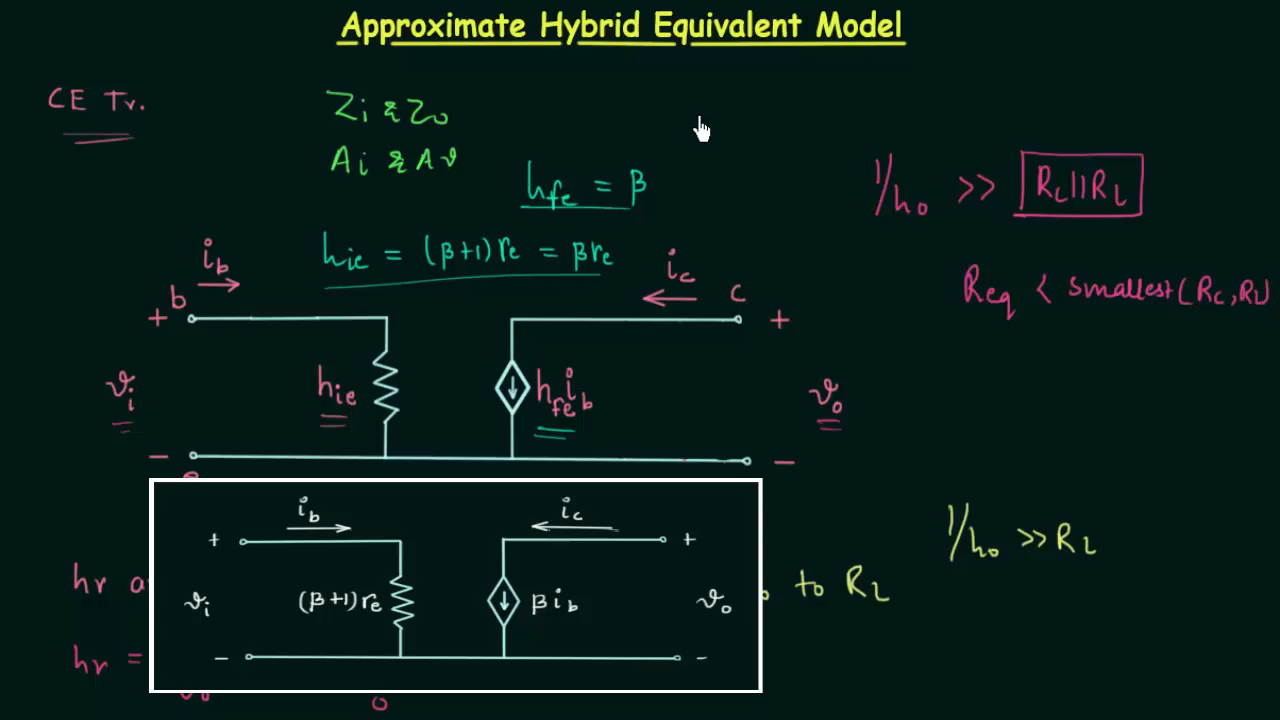 Approximate Hybrid Equivalent Model
CE Tr.
Zi & Zo
Ai & Av
hfe = β
1/ho >> RL||RL
hie = (β+1)re = βre
Req < smallest(RC, RL)
ib
ic
+ b
c +
vi
hie
hfe ib
vo
- -
ib
ic
+ +
vi
(β+1)re
β ib
vo
- -
1/ho >> RL
hr
to RL
hr =